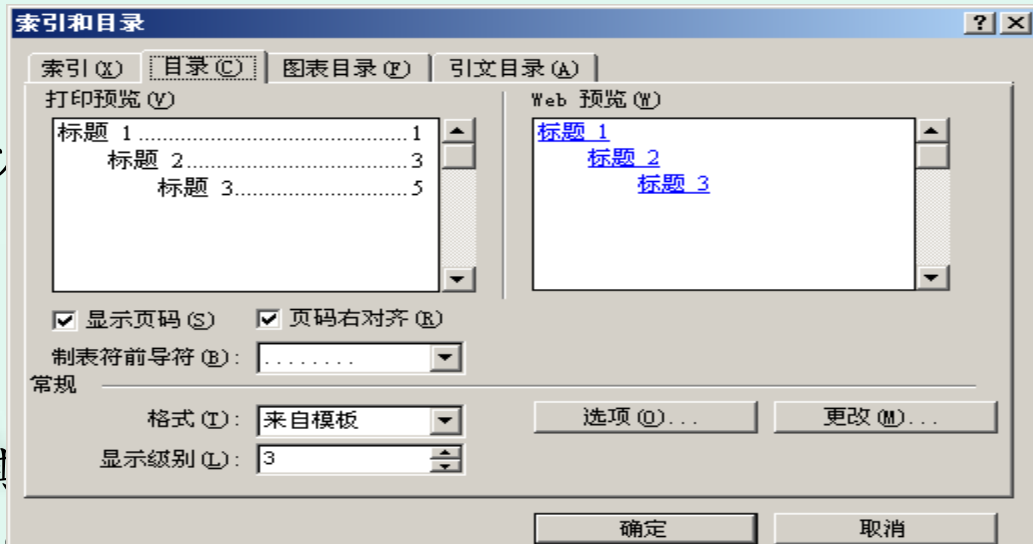 索引和目录
索引(X) 目录(C) 图表目录(F) 引文目录(A)
打印预览(V)
标题 1....................................1
标题 2..............................3
标题 3.......................5
Web 预览(W)
标题 1
标题 2
标题 3
显示页码(S) 页码右对齐(R)
制表符前导符(B): ........
常规
格式(T): 来自模板 选项(O)... 更改(M)...
显示级别(L): 3
确定 取消